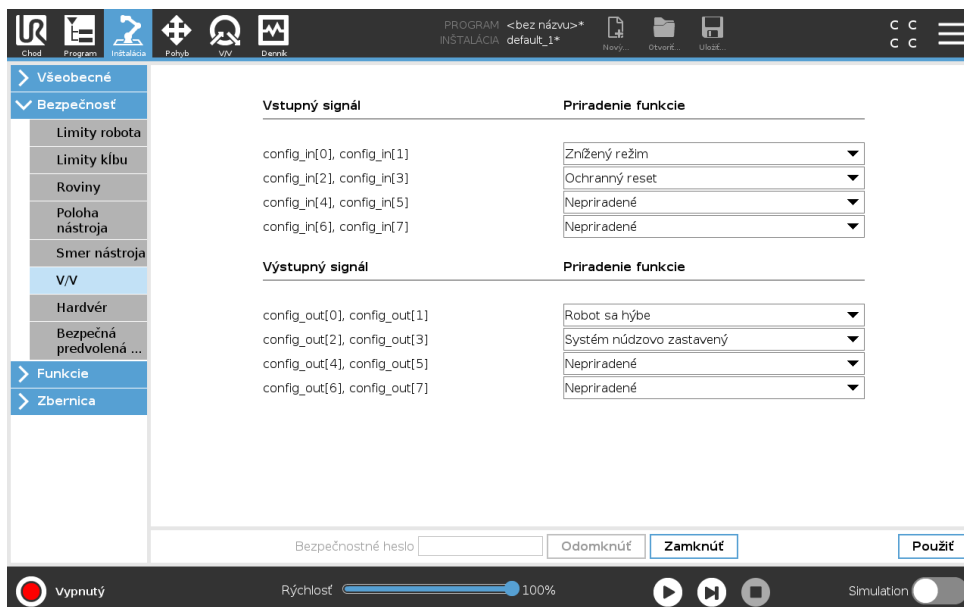 UR
PROGRAM <bez názvu>*
INŠTALÁCIA default_1*
C C
C C
Chod Program Inštalácia Pohyb V/V Denník Nový... Otvoriť... Uložiť...
Všeobecné
Bezpečnosť
Limity robota
Limity kĺbu
Roviny
Poloha
nástroja
Smer nástroja
V/V
Hardvér
Bezpečná
predvolená ...
Funkcie
Zbernica
Vstupný signál Priradenie funkcie
config_in[0], config_in[1] Znížený režim
config_in[2], config_in[3] Ochranný reset
config_in[4], config_in[5] Nepriradené
config_in[6], config_in[7] Nepriradené
Výstupný signál Priradenie funkcie
config_out[0], config_out[1] Robot sa hýbe
config_out[2], config_out[3] Systém núdzovo zastavený
config_out[4], config_out[5] Nepriradené
config_out[6], config_out[7] Nepriradené
Bezpečnostné heslo Odomknúť Zamknúť Použiť
Vypnutý Rýchlosť 100% Simulation